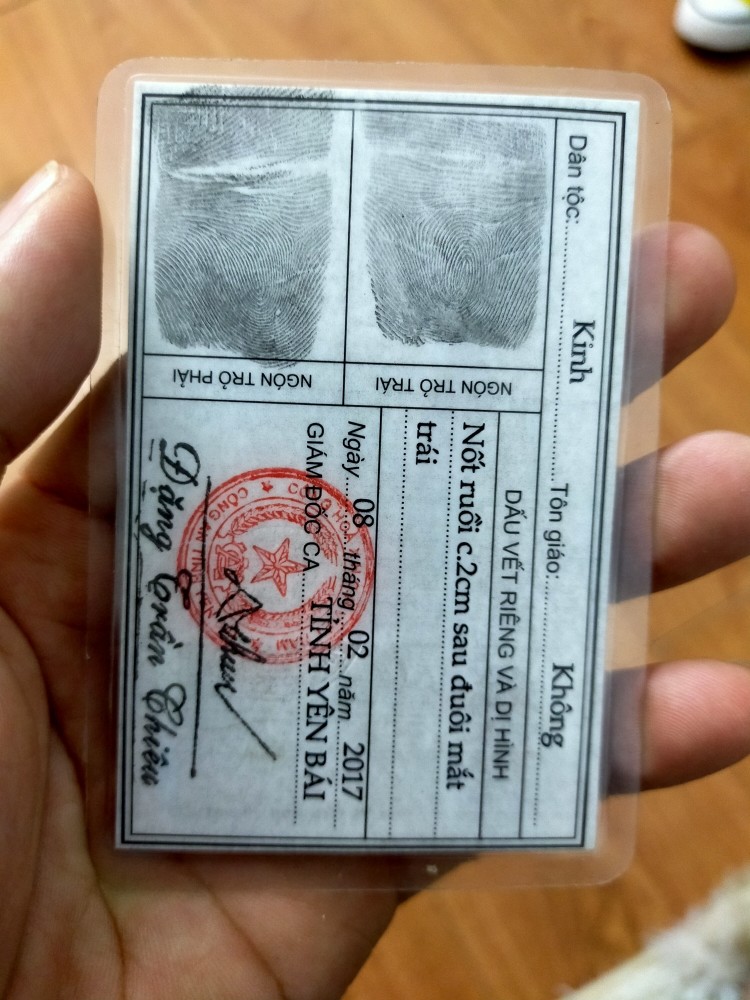 Dân tộc: Kinh Tôn giáo: Không
NGÓN TRỎ TRÁI
DẤU VẾT RIÊNG VÀ DỊ HÌNH
Nốt ruồi c.2cm sau đuôi mắt
trái
NGÓN TRỎ PHẢI
Ngày 08 tháng 02 năm 2017
GIÁM ĐỐC CA TỈNH YÊN BÁI
Đặng Trần Chiêu